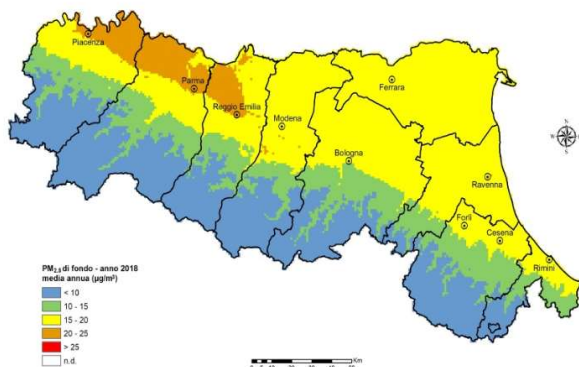 Piacenza
Parma
Reggio Emilia
Modena
Ferrara
Bologna
Ravenna
Forlì
Cesena
Rimini
PM2,5 di fondo - anno 2018
media annua (µg/m³)
< 10
10 - 15
15 - 20
20 - 25
> 25
n.d.
Km